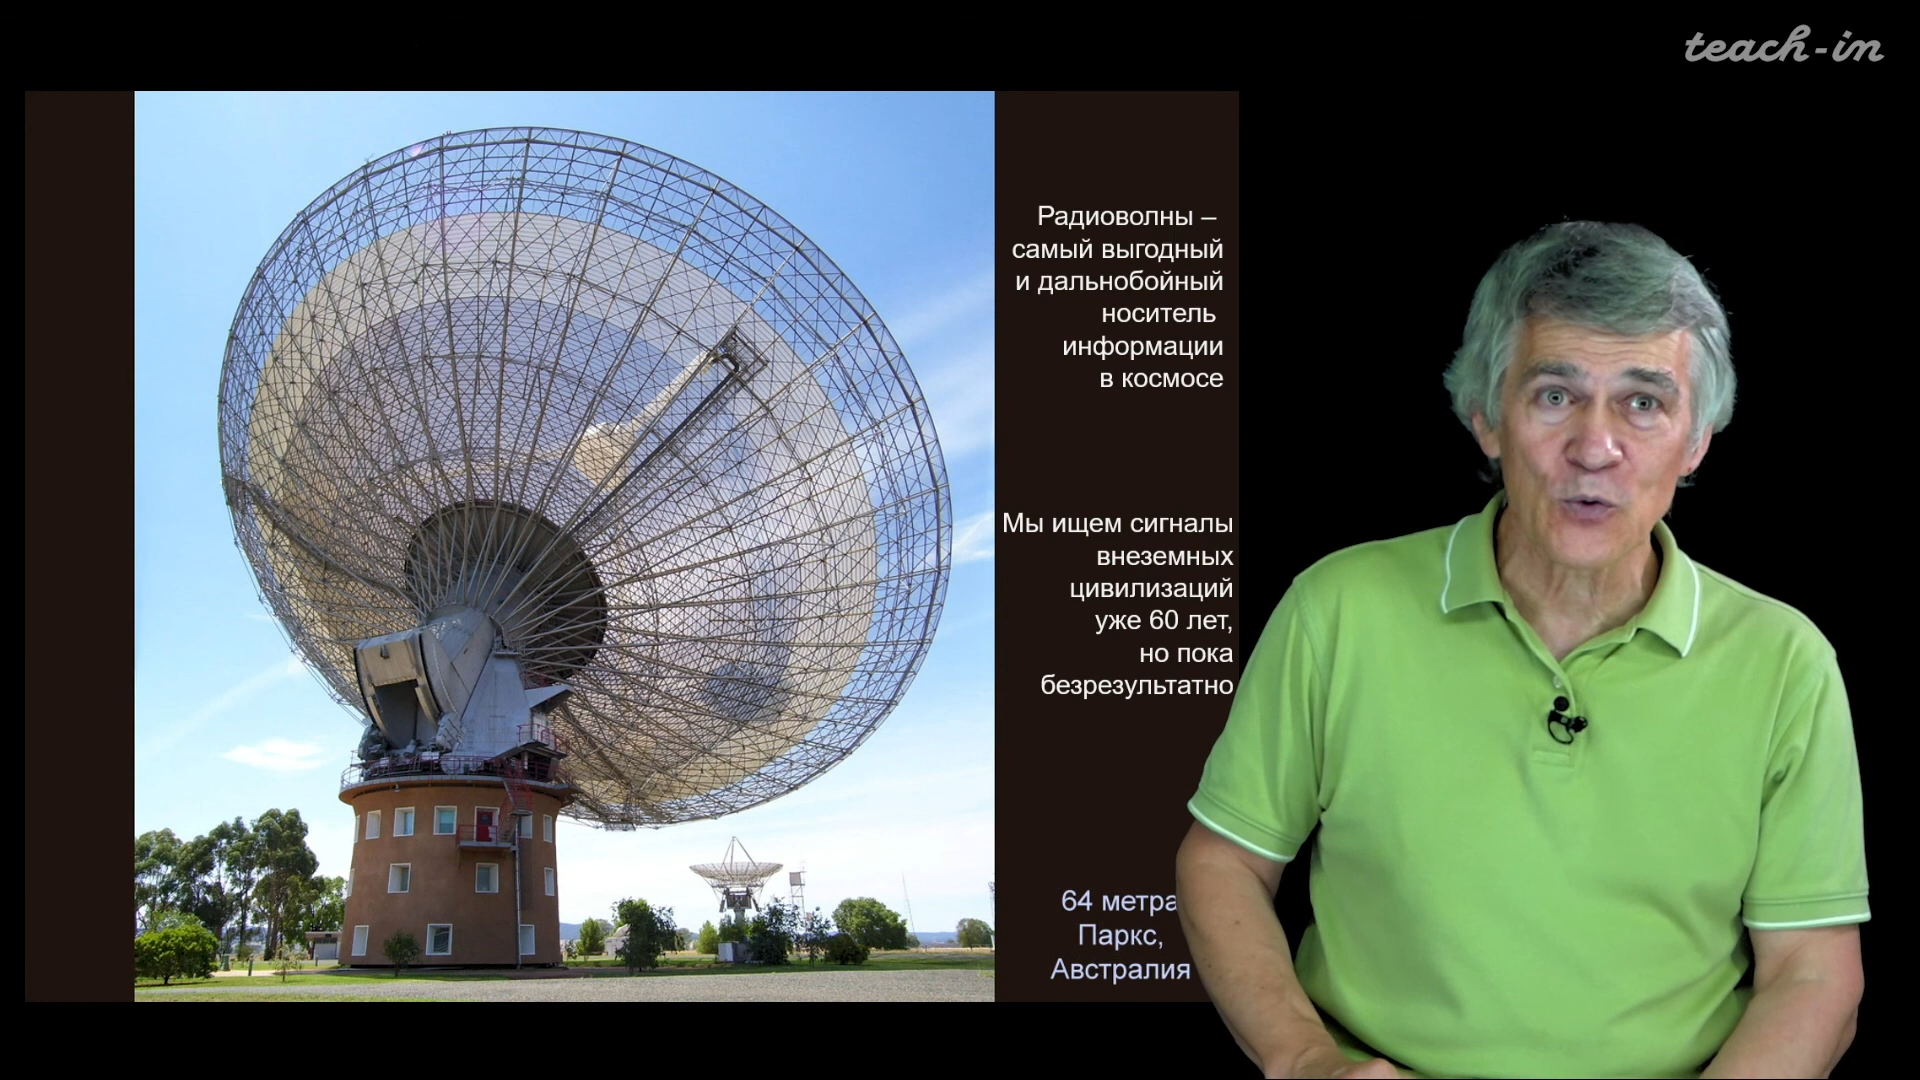 teach-in
Радиоволны –
самый выгодный
и дальнобойный
носитель
информации
в космосе
Мы ищем сигналы
внеземных
цивилизаций
уже 60 лет,
но пока
безрезультатно
64 метра
Паркс,
Австралия